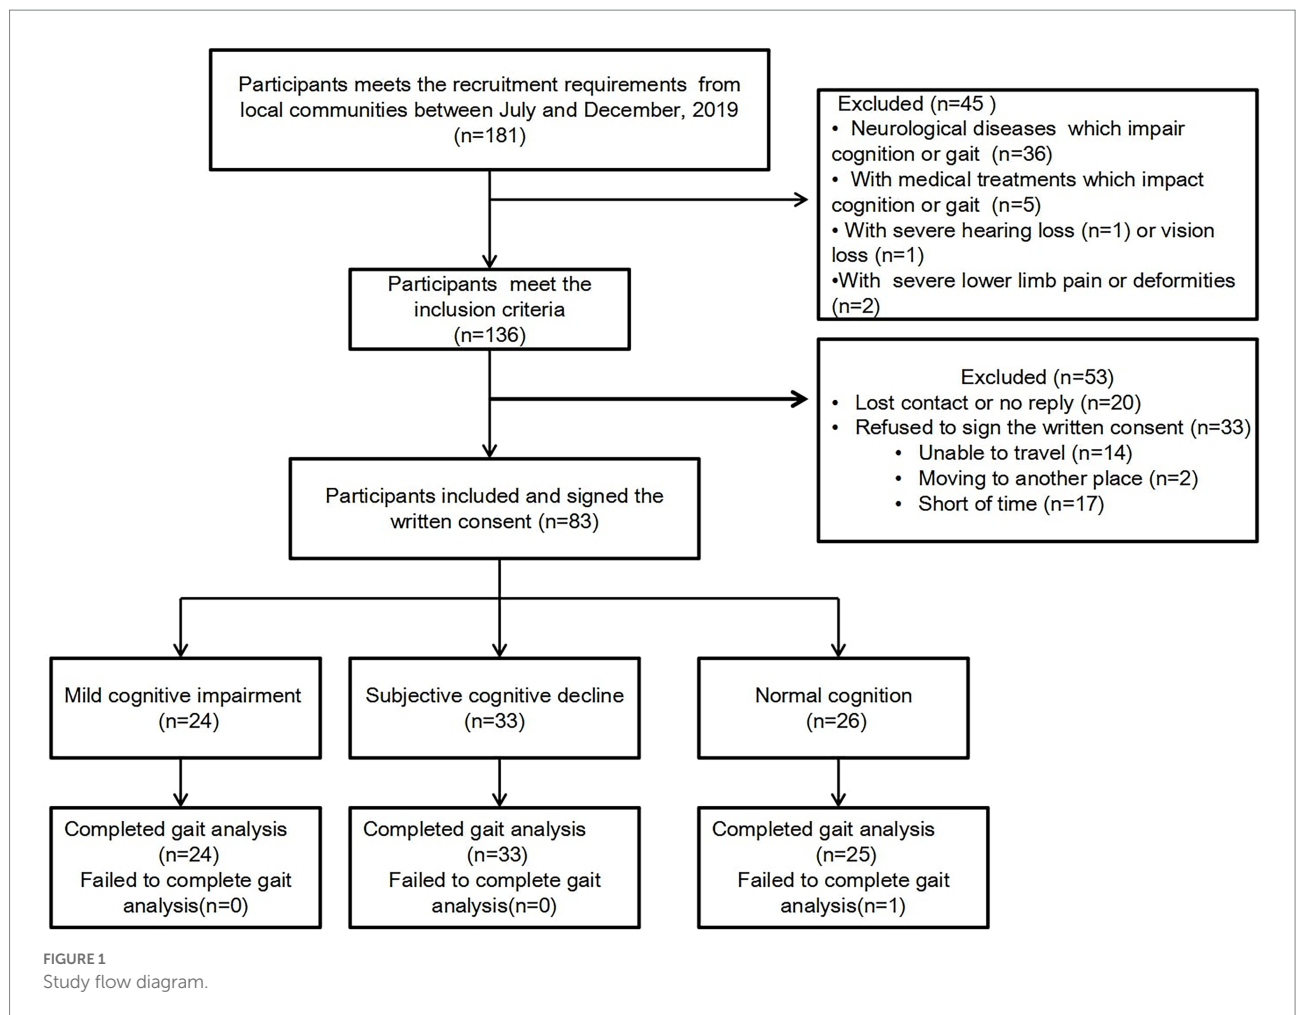 Participants meets the recruitment requirements from
local communities between July and December, 2019
(n=181)
Excluded (n=45 )
• Neurological diseases which impair
cognition or gait (n=36)
• With medical treatments which impact
cognition or gait (n=5)
• With severe hearing loss (n=1) or vision
loss (n=1)
•With severe lower limb pain or deformities
(n=2)
Participants meet the
inclusion criteria
(n=136)
Excluded (n=53)
• Lost contact or no reply (n=20)
• Refused to sign the written consent (n=33)
• Unable to travel (n=14)
• Moving to another place (n=2)
• Short of time (n=17)
Participants included and signed the
written consent (n=83)
Mild cognitive impairment
(n=24)
Subjective cognitive decline
(n=33)
Normal cognition
(n=26)
Completed gait analysis
(n=24)
Failed to complete gait
analysis(n=0)
Completed gait analysis
(n=33)
Failed to complete gait
analysis(n=0)
Completed gait analysis
(n=25)
Failed to complete gait
analysis(n=1)
FIGURE 1
Study flow diagram.